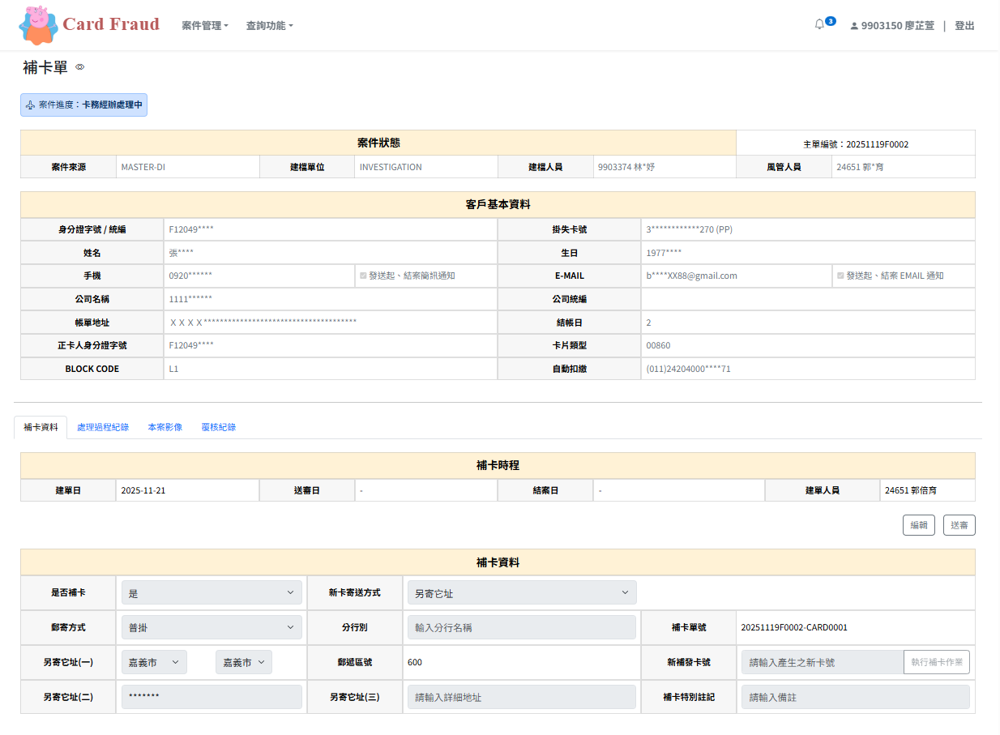 Card Fraud 案件管理 查詢功能 3 9903150 廖芷萱 | 登出
補卡單
案件進度：卡務經辦處理中
案件狀態 主單編號：20251119F0002
案件來源 MASTER-DI 建檔單位 INVESTIGATION 建檔人員 9903374 林*妤 風管人員 24651 郭*育
客戶基本資料
身分證字號 / 統編 F12049**** 掛失卡號 3************270 (PP)
姓名 張**** 生日 1977****
手機 0920****** 發送起、結案簡訊通知 E-MAIL b****XX88@gmail.com 發送起、結案 EMAIL 通知
公司名稱 1111****** 公司統編
帳單地址 ＸＸＸＸ************************************** 結帳日 2
正卡人身分證字號 F12049**** 卡片類型 00860
BLOCK CODE L1 自動扣繳 (011)24204000****71
補卡資料 處理過程紀錄 本案影像 覆核紀錄
補卡時程
建單日 2025-11-21 送審日 - 結案日 - 建單人員 24651 郭倍育
編輯 送審
補卡資料
是否補卡 是 新卡寄送方式 另寄它址
郵寄方式 普掛 分行別 輸入分行名稱 補卡單號 20251119F0002-CARD0001
另寄它址(一) 嘉義市 嘉義市 郵遞區號 600 新補發卡號 請輸入產生之新卡號 執行補卡作業
另寄它址(二) ******* 另寄它址(三) 請輸入詳細地址 補卡特別註記 請輸入備註